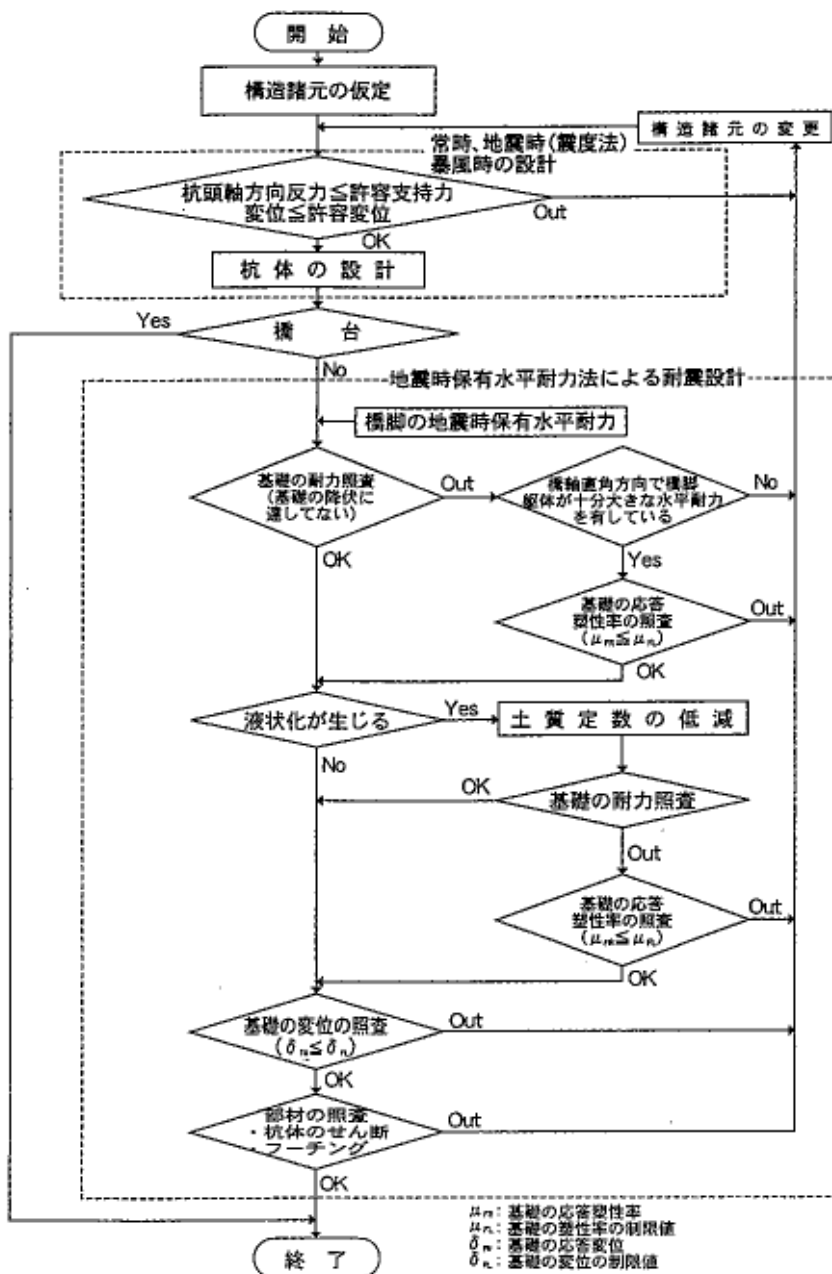 開 始
構造諸元の仮定
構 造 諸 元 の 変 更
常時、地震時(震度法)
暴風時の設計
杭頭軸方向反力≦許容支持力
変位≦許容変位
Out
OK
杭 体 の 設 計
Yes
橋 台
No
地震時保有水平耐力法による耐震設計
橋脚の地震時保有水平耐力
基礎の耐力照査
(基礎の降伏に
達してない)
Out
橋軸直角方向で橋脚
躯体が十分大きな水平耐力
を有している
No
OK
Yes
基礎の応答
塑性率の照査
(μm≦μR)
Out
OK
液状化が生じる
Yes
土 質 定 数 の 低 減
No
OK
基礎の耐力照査
Out
基礎の応答
塑性率の照査
(μm≦μR)
Out
OK
基礎の変位の照査
(δm≦δR)
Out
OK
部材の照査
・杭体のせん断
・フーチング
Out
OK
μm:基礎の応答塑性率
μR:基礎の塑性率の制限値
δm:基礎の応答変位
δR:基礎の変位の制限値
終 了